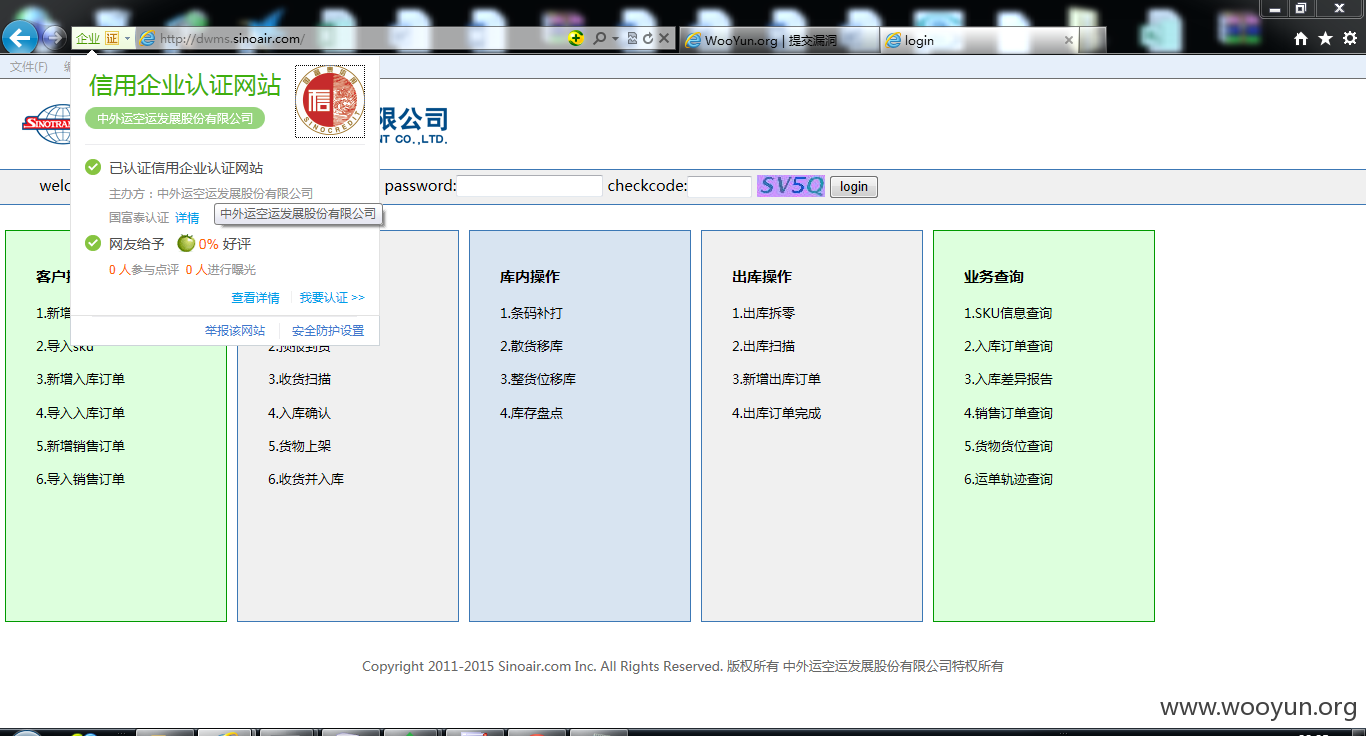 企业 证 http://dwms.sinoair.com/
WooYun.org | 提交漏洞
login
文件(F)
信用企业认证网站
中外运空运发展股份有限公司
信
SINOCREDIT
SINOTRA
限公司
NT CO.,LTD.
已认证信用企业认证网站
主办方：中外运空运发展股份有限公司
国富泰认证 详情
中外运空运发展股份有限公司
网友给予 0% 好评
0 人参与点评 0 人进行曝光
查看详情 我要认证 >>
举报该网站 安全防护设置
welc
password:
checkcode:
SV5Q
login
客户
1.新增
2.导入sku
3.新增入库订单
4.导入入库订单
5.新增销售订单
6.导入销售订单
2.预报到货
3.收货扫描
4.入库确认
5.货物上架
6.收货并入库
库内操作
1.条码补打
2.散货移库
3.整货位移库
4.库存盘点
出库操作
1.出库拆零
2.出库扫描
3.新增出库订单
4.出库订单完成
业务查询
1.SKU信息查询
2.入库订单查询
3.入库差异报告
4.销售订单查询
5.货物货位查询
6.运单轨迹查询
Copyright 2011-2015 Sinoair.com Inc. All Rights Reserved. 版权所有 中外运空运发展股份有限公司特权所有
www.wooyun.org